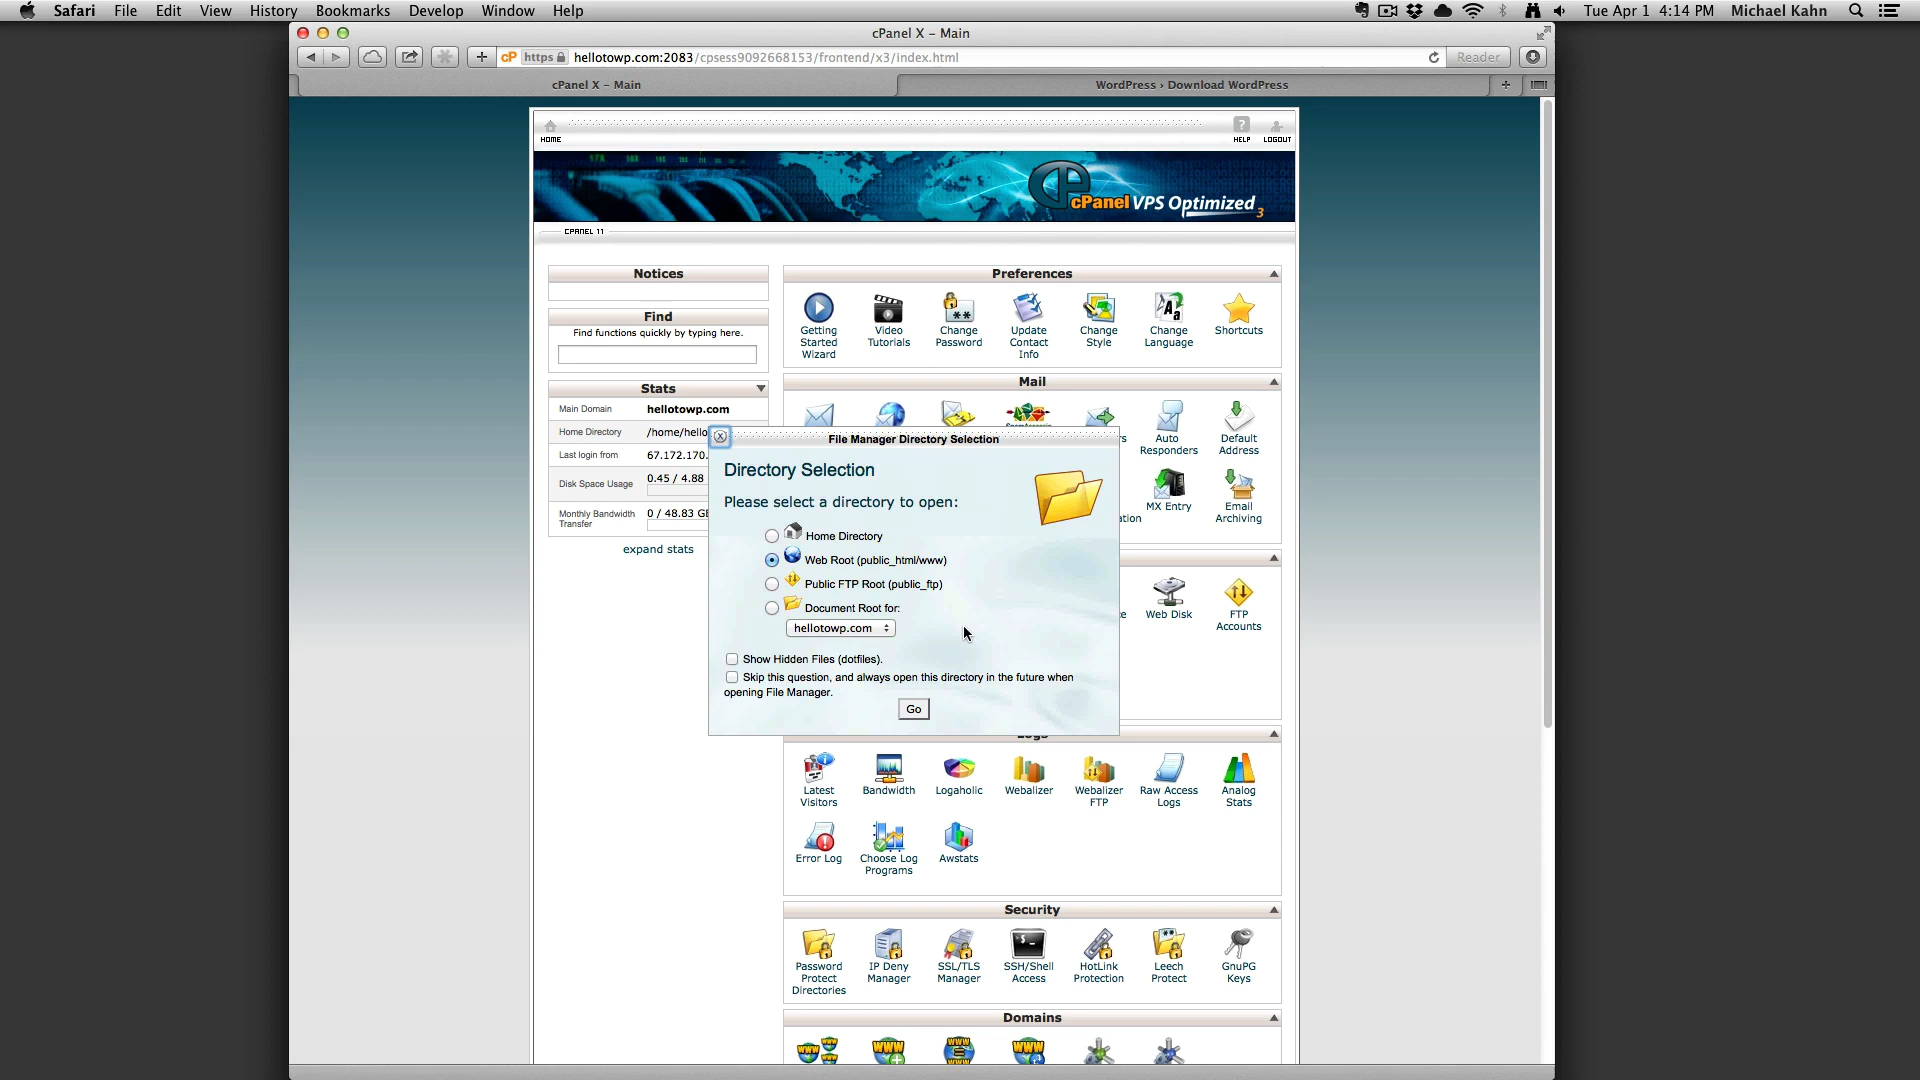 Safari File Edit View History Bookmarks Develop Window Help
Tue Apr 1 4:14 PM Michael Kahn
cPanel X – Main
cP https hellotowp.com:2083/cpsess9092668153/frontend/x3/index.html
Reader
cPanel X – Main
WordPress › Download WordPress
HOME
HELP
LOGOUT
cPanel VPS Optimized 3
CPANEL 11
Notices
Find
Find functions quickly by typing here.
Stats
Main Domain hellotowp.com
Home Directory /home/hello
Last login from 67.172.170.
Disk Space Usage 0.45 / 4.88
Monthly Bandwidth Transfer 0 / 48.83 GB
expand stats
Preferences
Getting Started Wizard
Video Tutorials
Change Password
Update Contact Info
Change Style
Change Language
Shortcuts
Mail
Auto Responders
Default Address
MX Entry
Email Archiving
File Manager Directory Selection
Directory Selection
Please select a directory to open:
Home Directory
Web Root (public_html/www)
Public FTP Root (public_ftp)
Document Root for:
hellotowp.com
Show Hidden Files (dotfiles).
Skip this question, and always open this directory in the future when
opening File Manager.
Go
Web Disk
FTP Accounts
Logs
Latest Visitors
Bandwidth
Logaholic
Webalizer
Webalizer FTP
Raw Access Logs
Analog Stats
Error Log
Choose Log Programs
Awstats
Security
Password Protect Directories
IP Deny Manager
SSL/TLS Manager
SSH/Shell Access
HotLink Protection
Leech Protect
GnuPG Keys
Domains